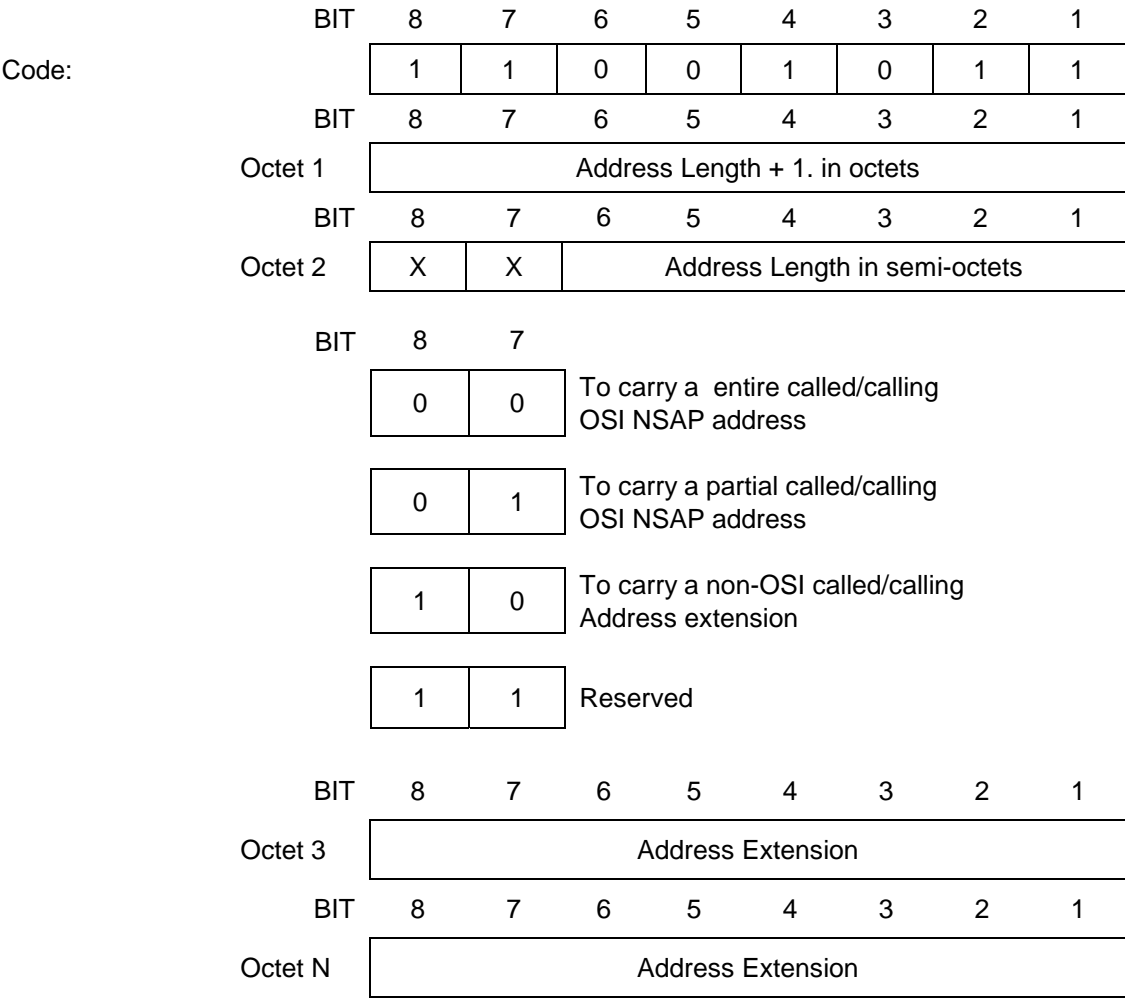 BIT 8 7 6 5 4 3 2 1
Code: 1 1 0 0 1 0 1 1
BIT 8 7 6 5 4 3 2 1
Octet 1 Address Length + 1. in octets
BIT 8 7 6 5 4 3 2 1
Octet 2 X X Address Length in semi-octets
BIT 8 7
0 0 To carry a entire called/calling
OSI NSAP address
0 1 To carry a partial called/calling
OSI NSAP address
1 0 To carry a non-OSI called/calling
Address extension
1 1 Reserved
BIT 8 7 6 5 4 3 2 1
Octet 3 Address Extension
BIT 8 7 6 5 4 3 2 1
Octet N Address Extension